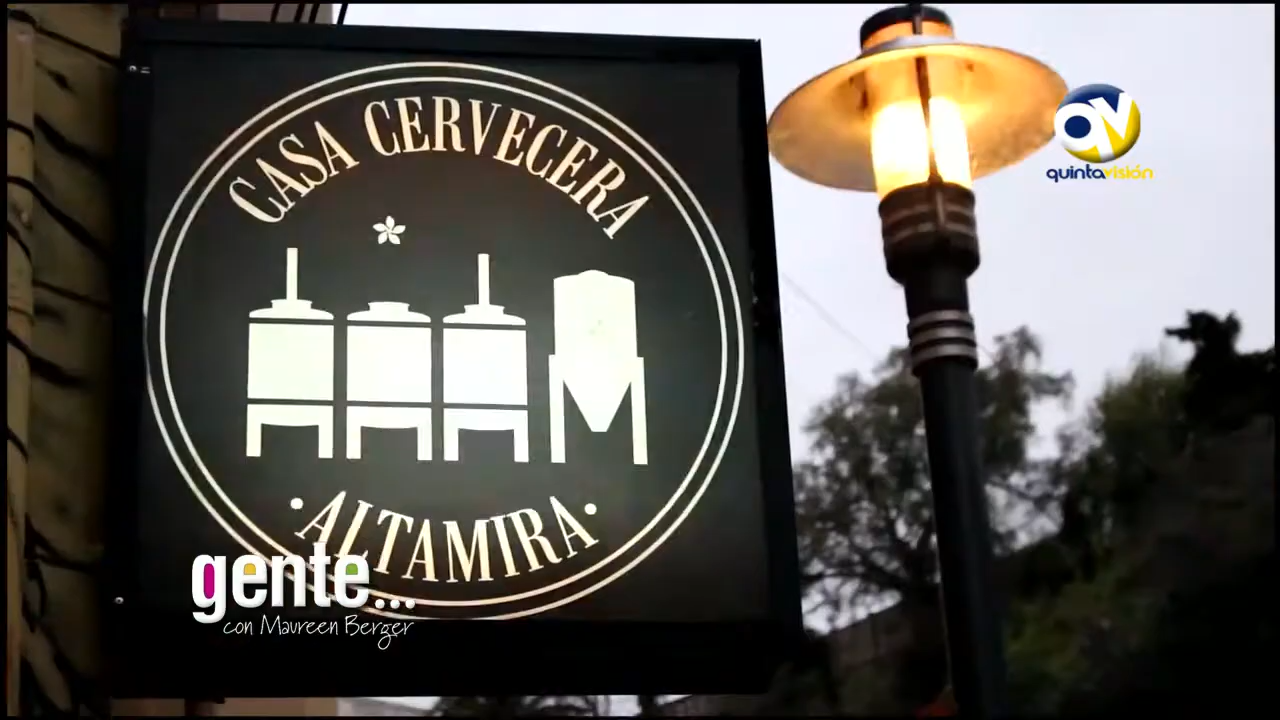 CASA CERVECERA
·ALTAMIRA·
QV
quintavisión
gente...
con Maureen Berger